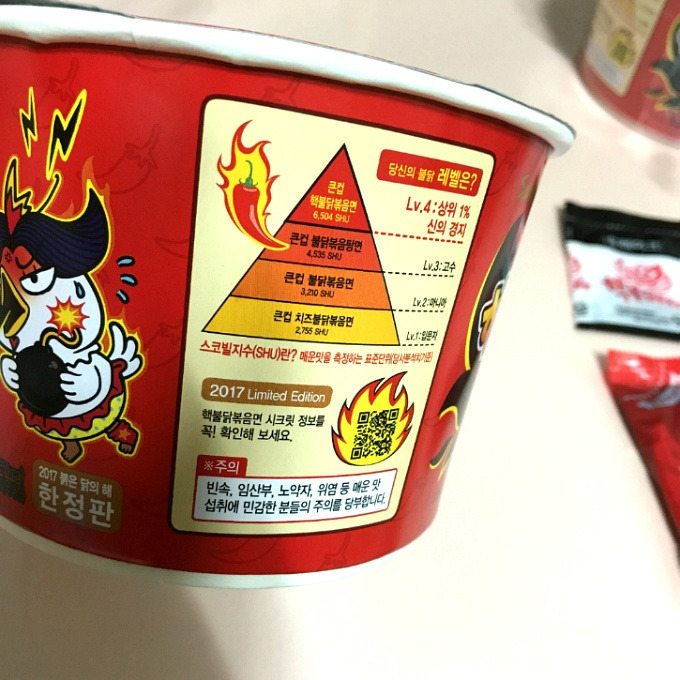 당신의 불닭 레벨은?
Lv.4 : 상위 1%
신의 경지
큰컵
핵불닭볶음면
6,504 SHU
큰컵 불닭볶음탕면
4,535 SHU
Lv.3 : 고수
큰컵 불닭볶음면
3,210 SHU
Lv.2 : 마니아
큰컵 치즈불닭볶음면
2,755 SHU
Lv.1 : 입문자
스코빌지수(SHU)란? 매운맛을 측정하는 표준단위(당사분석치기준)
2017 Limited Edition
핵불닭볶음면 시크릿 정보를
꼭! 확인해 보세요.
※주의
빈속, 임산부, 노약자, 위염 등 매운 맛
섭취에 민감한 분들의 주의를 당부합니다.
2017 붉은 닭의 해
한정판